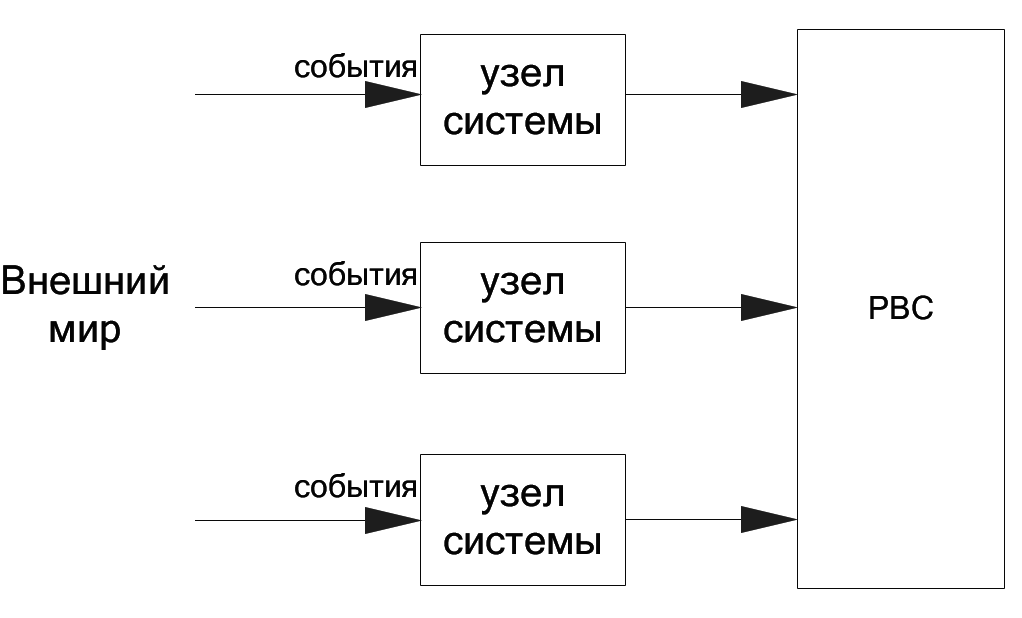 события
узел
системы
Внешний
мир
события
узел
системы
РВС
события
узел
системы